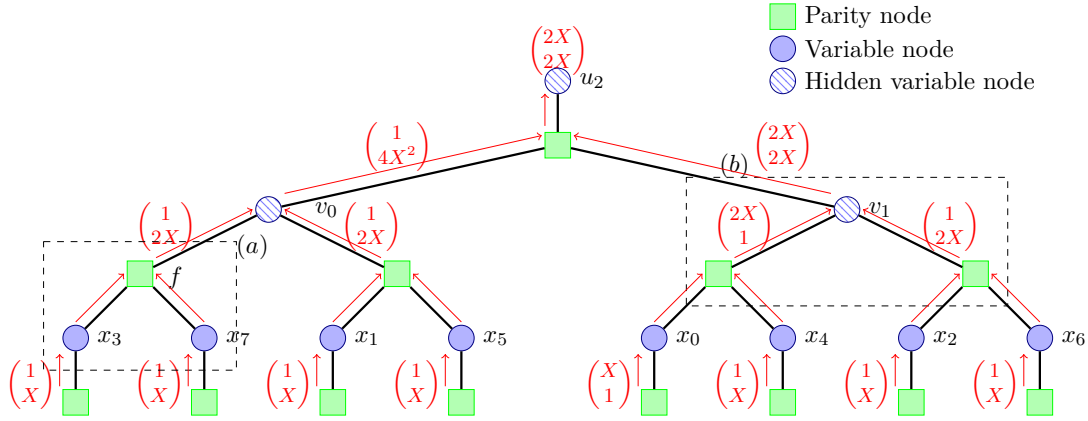 Parity node
Variable node
Hidden variable node
(2X
2X)
u₂
(1
4X²)
(2X
2X)
(b)
(1
2X)
v₀
(1
2X)
(2X
1)
v₁
(1
2X)
(a)
f
x₃
x₇
x₁
x₅
x₀
x₄
x₂
x₆
(1
X)
(1
X)
(1
X)
(1
X)
(X
1)
(1
X)
(1
X)
(1
X)